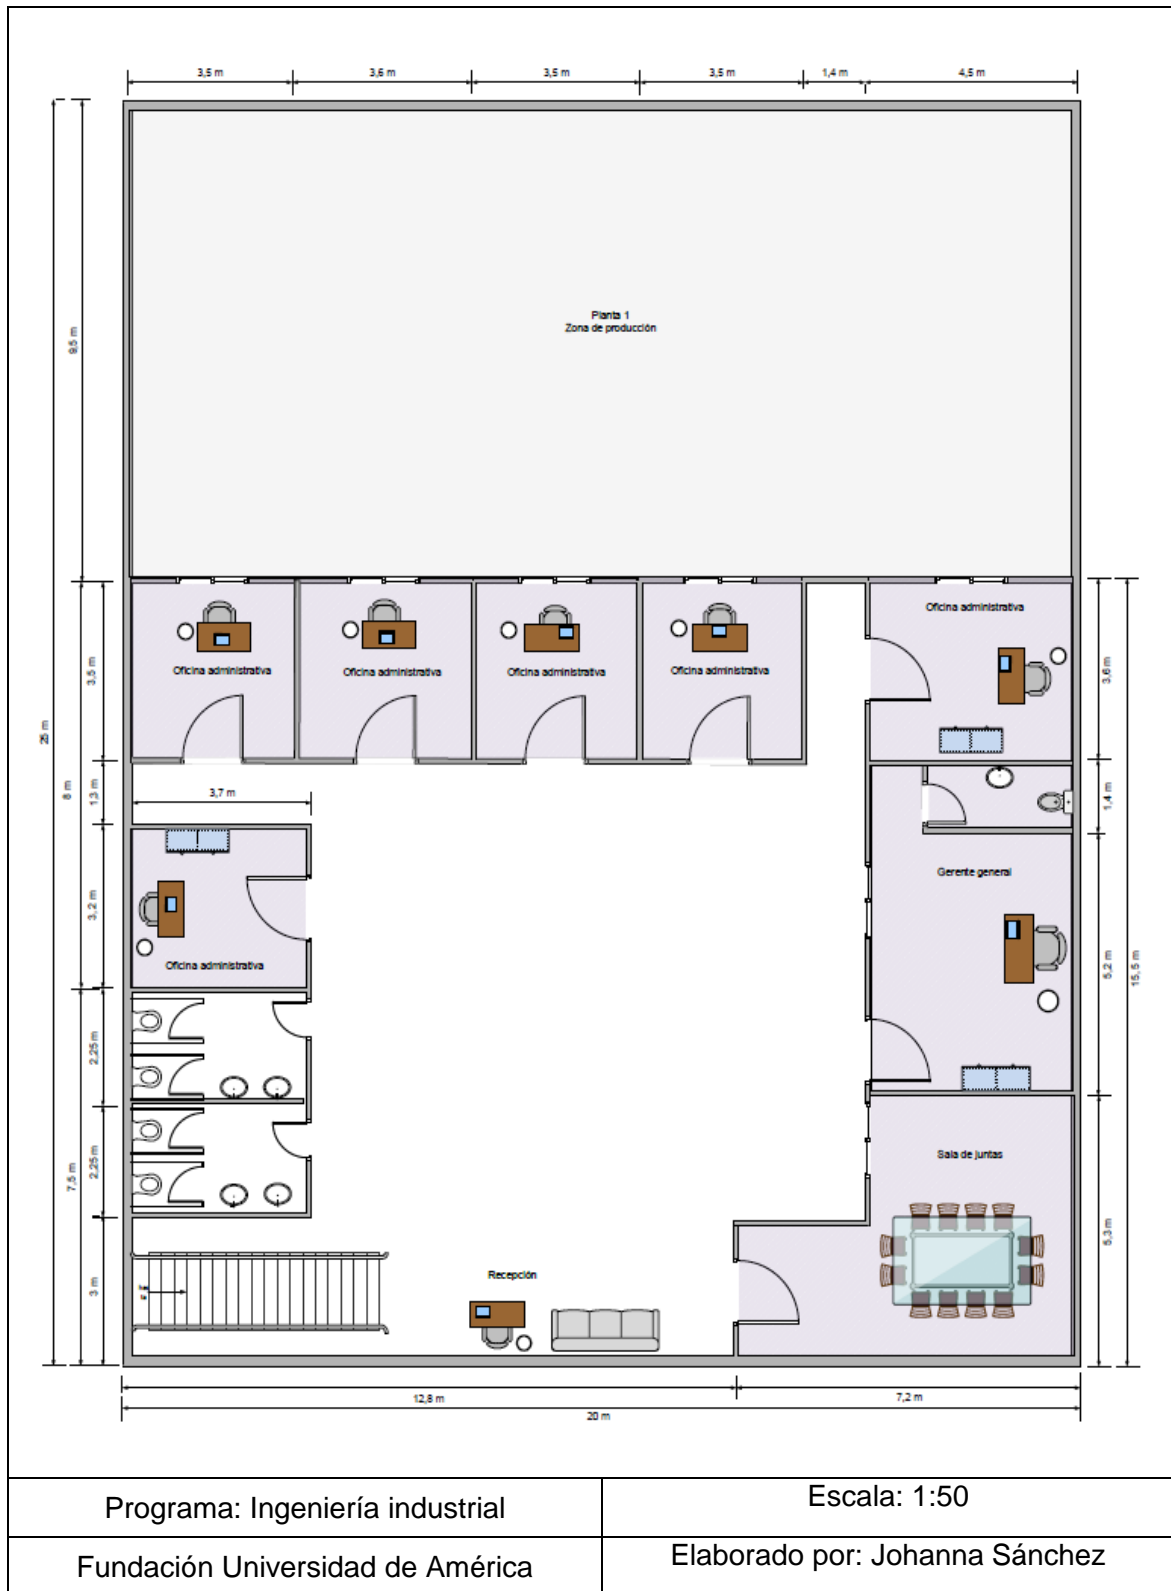 3,5 m
3,6 m
3,5 m
3,5 m
1,4 m
4,5 m
Planta 1
Zona de producción
9,5 m
25 m
8 m
3,5 m
1,3 m
3,2 m
7,5 m
2,25 m
2,25 m
3 m
Oficina administrativa
Oficina administrativa
Oficina administrativa
Oficina administrativa
Oficina administrativa
3,6 m
1,4 m
5,2 m
15,5 m
5,3 m
3,7 m
Gerente general
Oficina administrativa
Sala de juntas
Recepción
12,8 m
7,2 m
20 m
Programa: Ingeniería industrial
Escala: 1:50
Fundación Universidad de América
Elaborado por: Johanna Sánchez